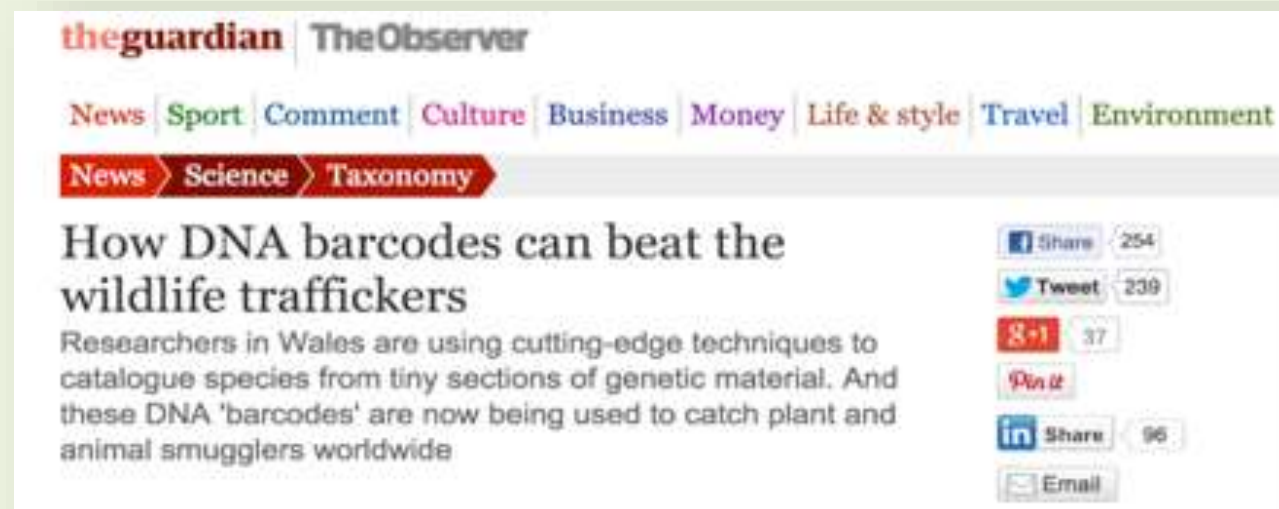 theguardian TheObserver
News Sport Comment Culture Business Money Life & style Travel Environment
News Science Taxonomy
How DNA barcodes can beat the
wildlife traffickers
Researchers in Wales are using cutting-edge techniques to
catalogue species from tiny sections of genetic material. And
these DNA 'barcodes' are now being used to catch plant and
animal smugglers worldwide
Share 254
Tweet 239
g+1 37
Pin it
in Share 96
Email